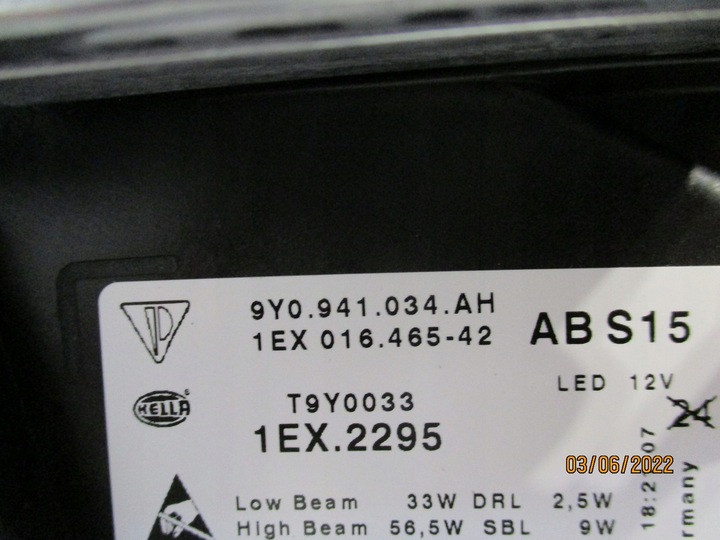 9Y0.941.034.AH
1EX 016.465-42
AB S15
HELLA
T9Y0033
1EX.2295
LED 12V
24
Low Beam 33W DRL 2,5W
High Beam 56,5W SBL 9W
03/06/2022